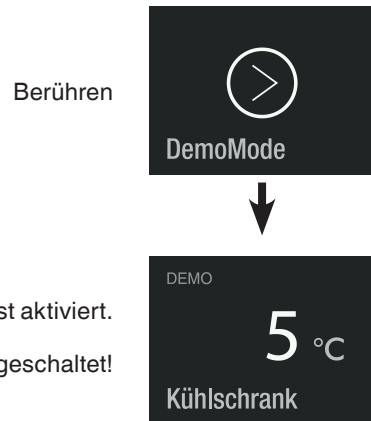 Berühren
DemoMode
DEMO
5 °C
st aktiviert.
geschaltet!
Kühlschrank